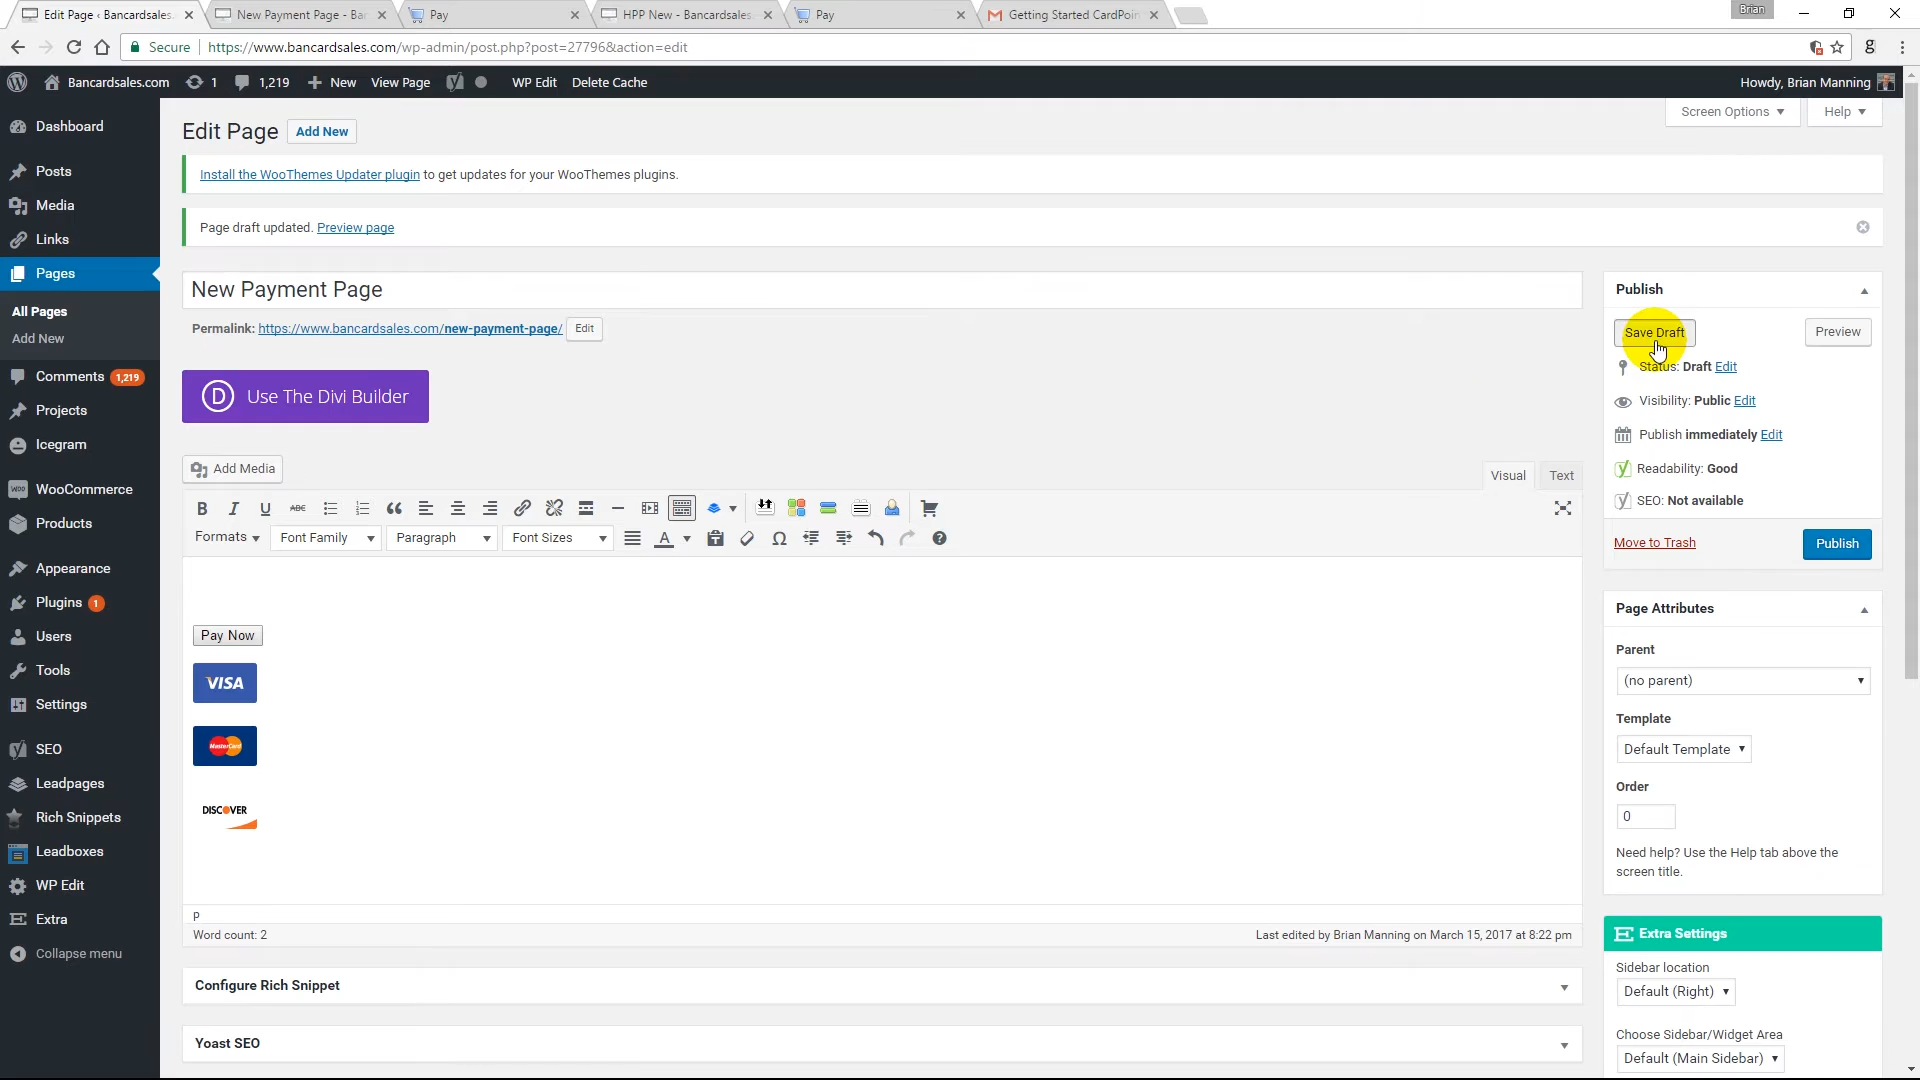 Edit Page ‹ Bancardsales.
New Payment Page - Ban
Pay
HPP New - Bancardsales.
Pay
Getting Started CardPoin
Brian
Secure
https://www.bancardsales.com/wp-admin/post.php?post=27796&action=edit
Bancardsales.com
1
1,219
New
View Page
WP Edit
Delete Cache
Howdy, Brian Manning
Screen Options
Help
Dashboard
Posts
Media
Links
Pages
All Pages
Add New
Comments 1,219
Projects
Icegram
WooCommerce
Products
Appearance
Plugins 1
Users
Tools
Settings
SEO
Leadpages
Rich Snippets
Leadboxes
WP Edit
Extra
Collapse menu
Edit Page Add New
Install the WooThemes Updater plugin to get updates for your WooThemes plugins.
Page draft updated. Preview page
New Payment Page
Permalink: https://www.bancardsales.com/new-payment-page/ Edit
D Use The Divi Builder
Add Media
Visual
Text
B I U ABC
Formats
Font Family
Paragraph
Font Sizes
A
Ω
Pay Now
VISA
MasterCard
DISCOVER
p
Word count: 2
Last edited by Brian Manning on March 15, 2017 at 8:22 pm
Configure Rich Snippet
Yoast SEO
Publish
Save Draft
Preview
Status: Draft Edit
Visibility: Public Edit
Publish immediately Edit
Readability: Good
SEO: Not available
Move to Trash
Publish
Page Attributes
Parent
(no parent)
Template
Default Template
Order
0
Need help? Use the Help tab above the
screen title.
Extra Settings
Sidebar location
Default (Right)
Choose Sidebar/Widget Area
Default (Main Sidebar)